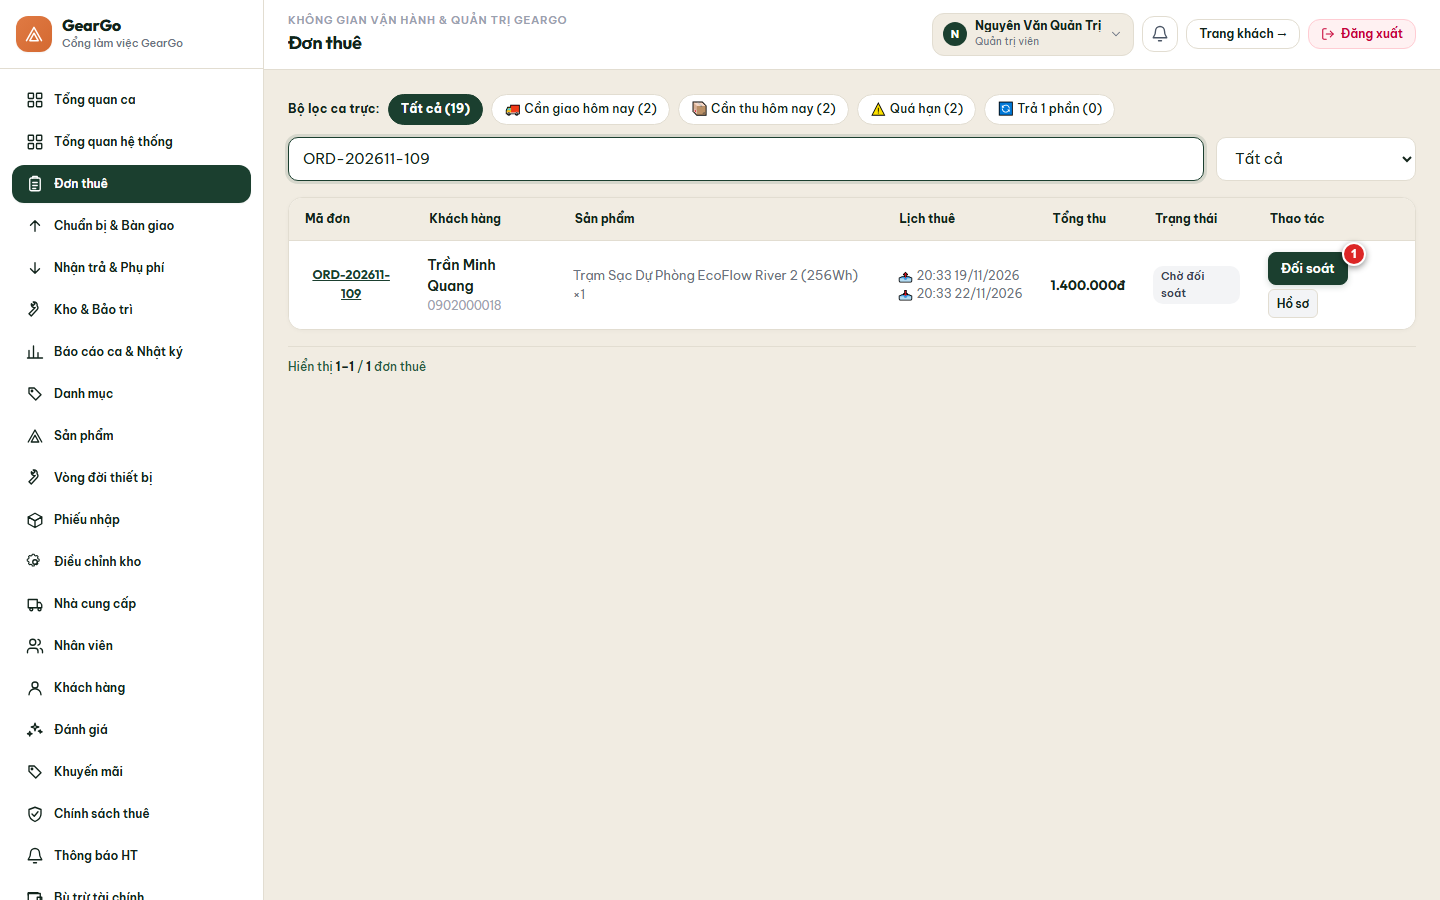 GearGo
Cổng làm việc GearGo
Tổng quan ca
Tổng quan hệ thống
Đơn thuê
Chuẩn bị & Bàn giao
Nhận trả & Phụ phí
Kho & Bảo trì
Báo cáo ca & Nhật ký
Danh mục
Sản phẩm
Vòng đời thiết bị
Phiếu nhập
Điều chỉnh kho
Nhà cung cấp
Nhân viên
Khách hàng
Đánh giá
Khuyến mãi
Chính sách thuê
Thông báo HT
Bù trừ tài chính
KHÔNG GIAN VẬN HÀNH & QUẢN TRỊ GEARGO
Đơn thuê
N
Nguyễn Văn Quản Trị
Quản trị viên
Trang khách →
Đăng xuất
Bộ lọc ca trực:
Tất cả (19)
Cần giao hôm nay (2)
Cần thu hôm nay (2)
Quá hạn (2)
Trả 1 phần (0)
ORD-202611-109
Tất cả
Mã đơn
Khách hàng
Sản phẩm
Lịch thuê
Tổng thu
Trạng thái
Thao tác
ORD-202611-
109
Trần Minh
Quang
0902000018
Trạm Sạc Dự Phòng EcoFlow River 2 (256Wh)
×1
20:33 19/11/2026
20:33 22/11/2026
1.400.000đ
Chờ đối
soát
Đối soát
1
Hồ sơ
Hiển thị 1–1 / 1 đơn thuê